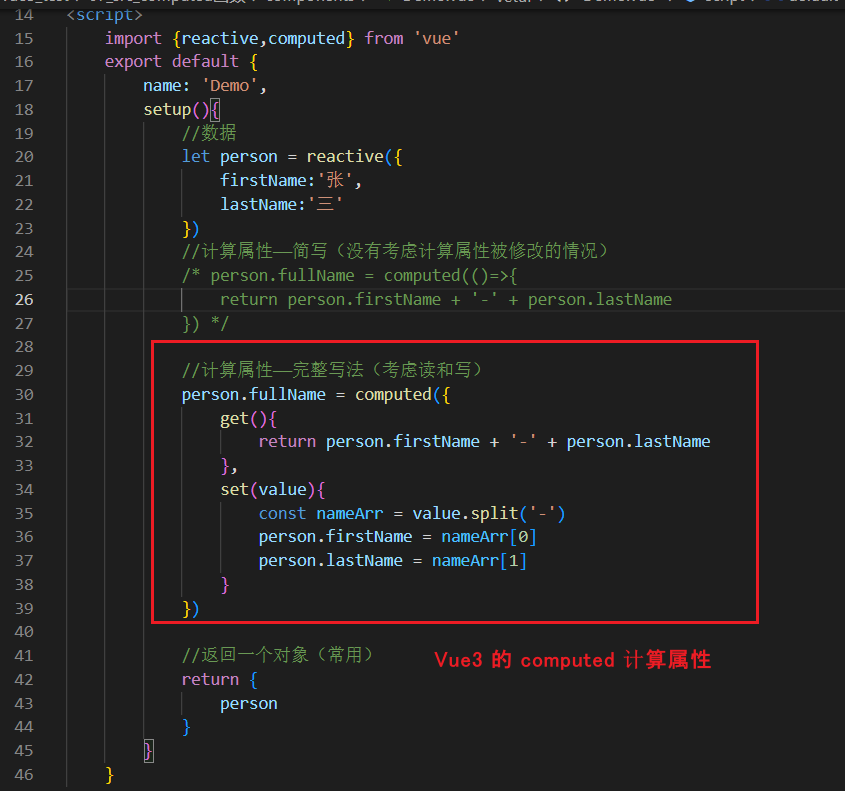 14 <script>
15 import {reactive,computed} from 'vue'
16 export default {
17 name: 'Demo',
18 setup(){
19 //数据
20 let person = reactive({
21 firstName:'张',
22 lastName:'三'
23 })
24 //计算属性——简写（没有考虑计算属性被修改的情况）
25 /* person.fullName = computed(()=>{
26 return person.firstName + '-' + person.lastName
27 }) */
28
29 //计算属性——完整写法（考虑读和写）
30 person.fullName = computed({
31 get(){
32 return person.firstName + '-' + person.lastName
33 },
34 set(value){
35 const nameArr = value.split('-')
36 person.firstName = nameArr[0]
37 person.lastName = nameArr[1]
38 }
39 })
40
41 //返回一个对象（常用）
Vue3 的 computed 计算属性
42 return {
43 person
44 }
45 }
46 }